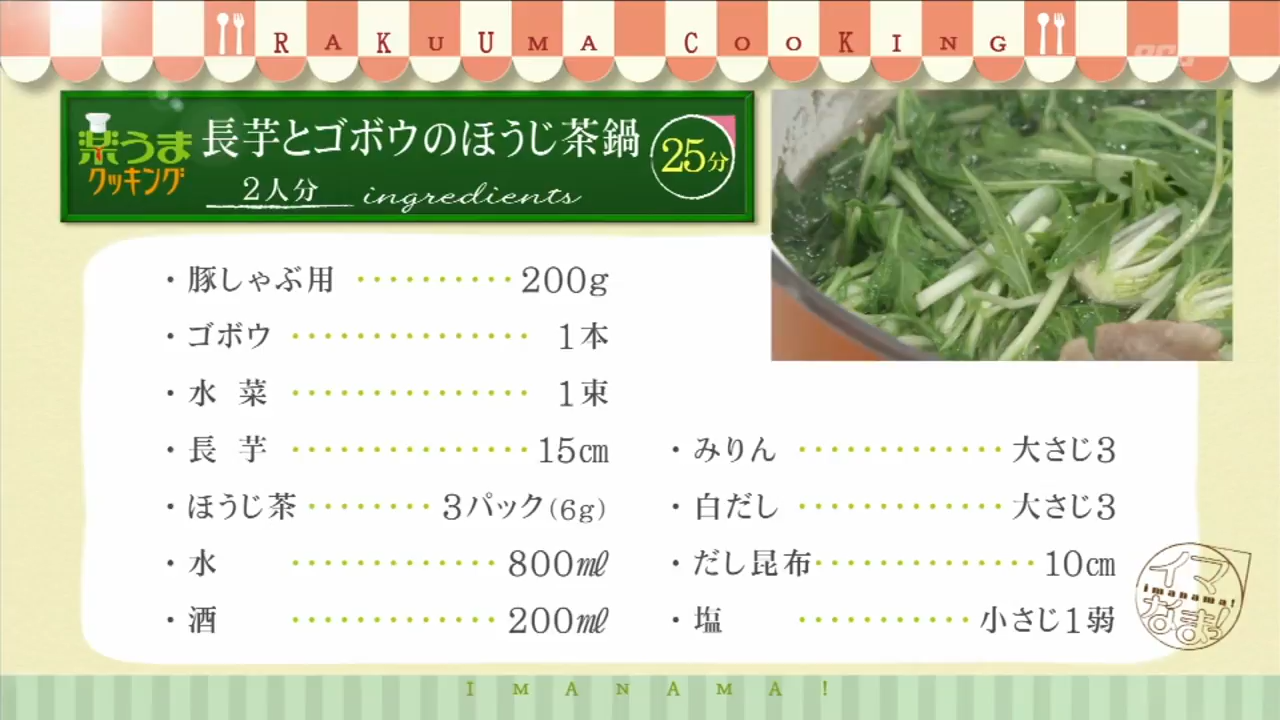 RAKUUMA COOKING
楽うまクッキング
長芋とゴボウのほうじ茶鍋
25分
2人分 ingredients
・豚しゃぶ用 ・・・・・・・・・・ 200g
・ゴボウ ・・・・・・・・・・・・・ 1本
・水 菜 ・・・・・・・・・・・・・ 1束
・長 芋 ・・・・・・・・・・・・・ 15㎝
・ほうじ茶 ・・・・・・・・ 3パック(6g)
・水 ・・・・・・・・・・・ 800㎖
・酒 ・・・・・・・・・・・ 200㎖
・みりん ・・・・・・・・・・・ 大さじ3
・白だし ・・・・・・・・・・・ 大さじ3
・だし昆布 ・・・・・・・・・・・・ 10㎝
・塩 ・・・・・・・・・ 小さじ1弱
イマ
imanama!
なまっ!
IMANAMA!